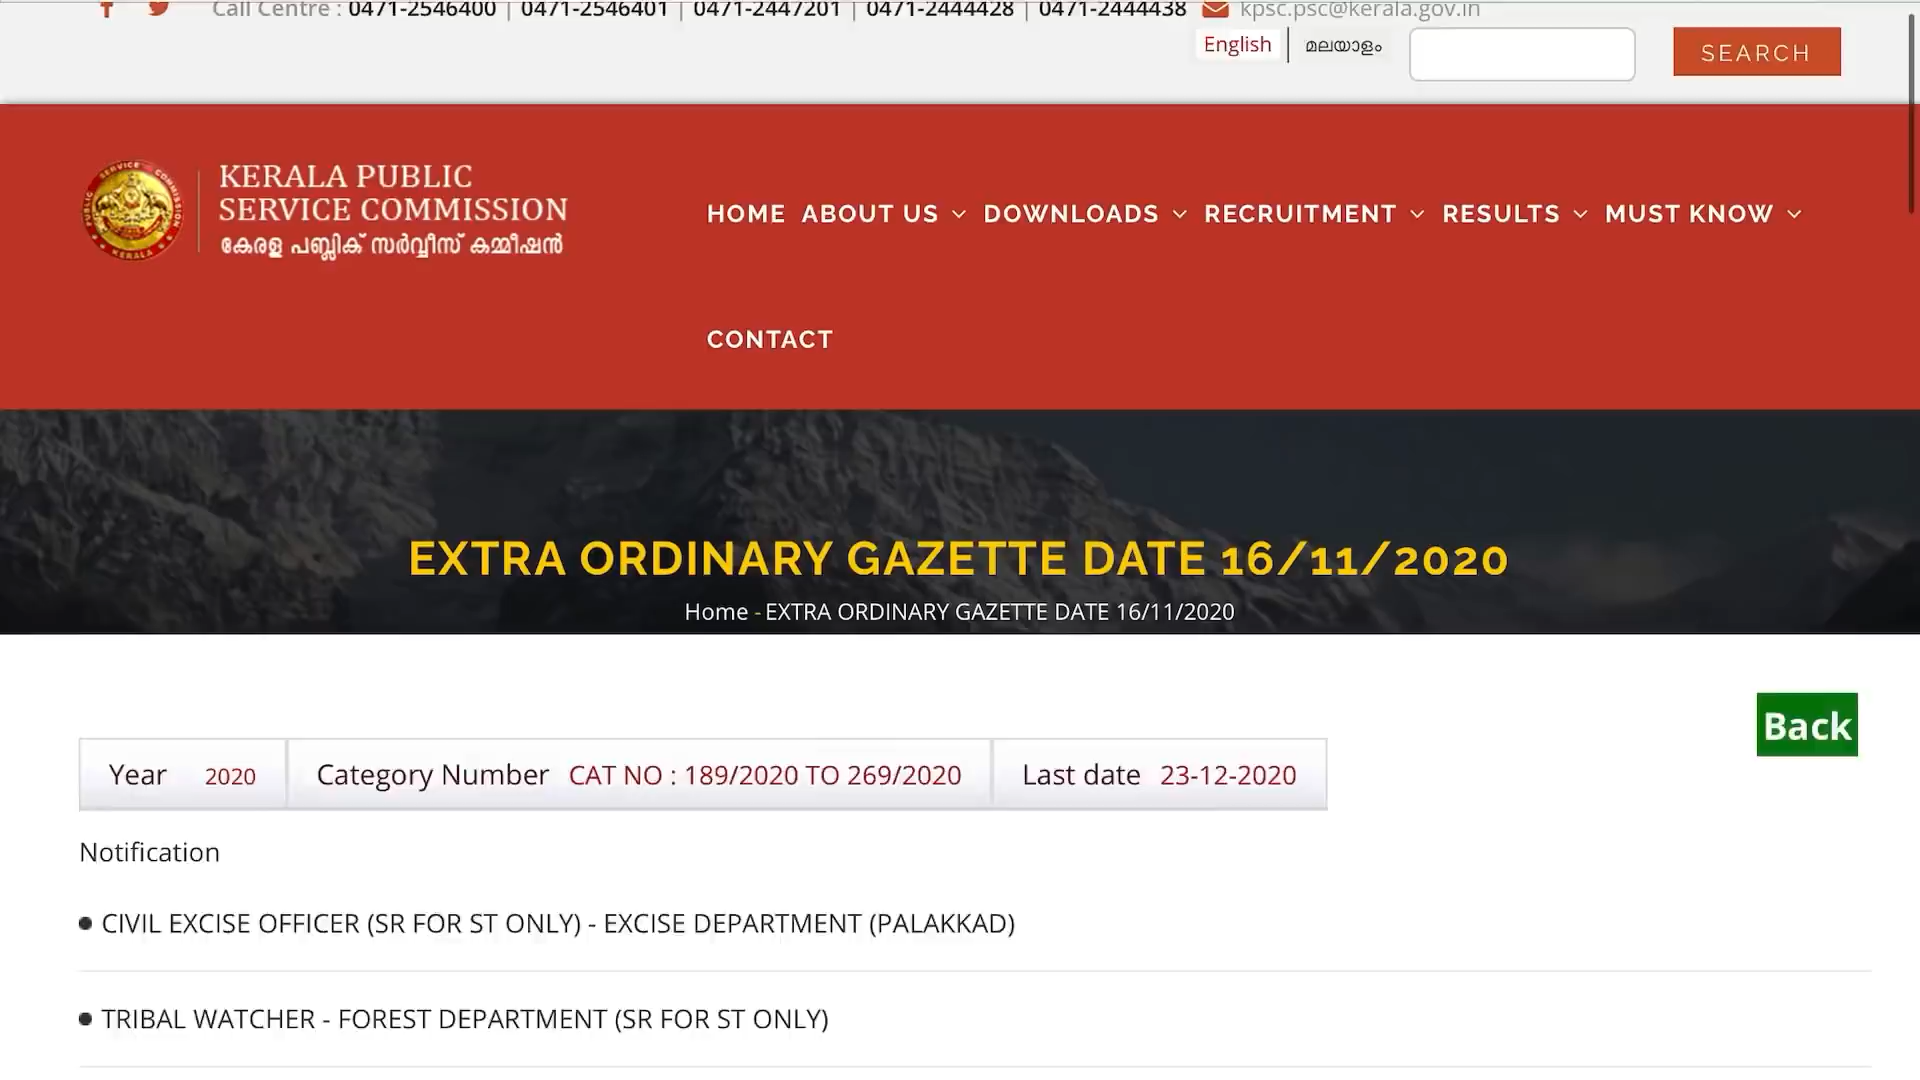 Call Centre : 0471-2546400 | 0471-2546401 | 0471-2447201 | 0471-2444428 | 0471-2444438 kpsc.psc@kerala.gov.in
English | മലയാളം SEARCH
KERALA PUBLIC
SERVICE COMMISSION
കേരള പബ്ലിക് സർവ്വീസ് കമ്മീഷൻ
HOME ABOUT US DOWNLOADS RECRUITMENT RESULTS MUST KNOW
CONTACT
EXTRA ORDINARY GAZETTE DATE 16/11/2020
Home - EXTRA ORDINARY GAZETTE DATE 16/11/2020
Back
Year 2020 Category Number CAT NO : 189/2020 TO 269/2020 Last date 23-12-2020
Notification
CIVIL EXCISE OFFICER (SR FOR ST ONLY) - EXCISE DEPARTMENT (PALAKKAD)
TRIBAL WATCHER - FOREST DEPARTMENT (SR FOR ST ONLY)